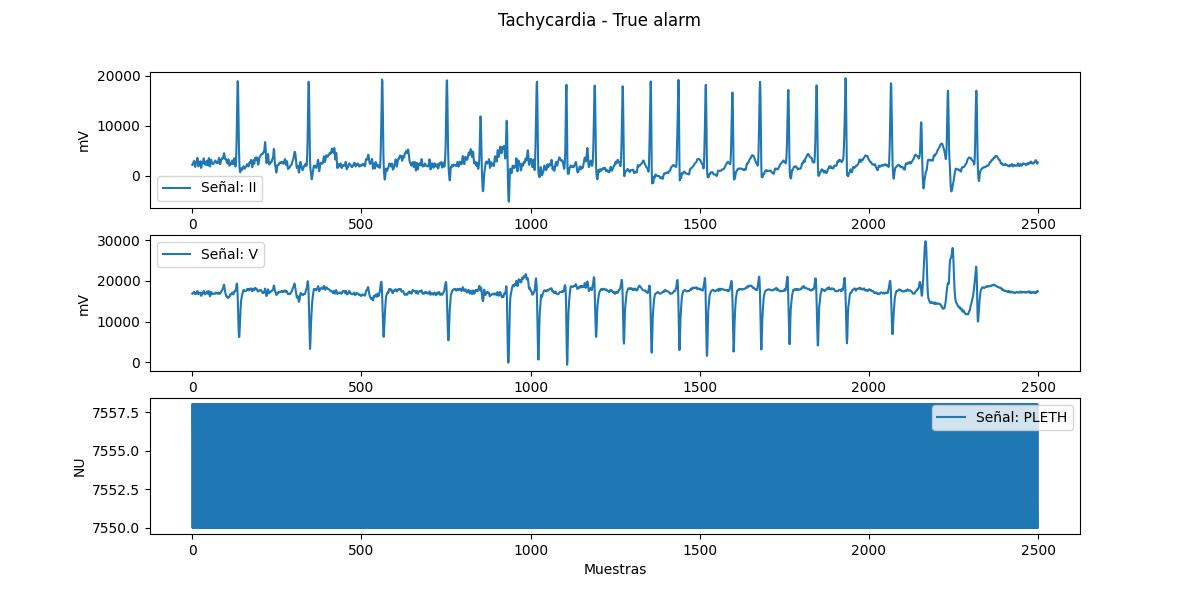 Tachycardia - True alarm
20000
10000
0
mV
Señal: II
0 500 1000 1500 2000 2500
30000
20000
10000
0
mV
Señal: V
0 500 1000 1500 2000 2500
7557.5
7555.0
7552.5
7550.0
NU
Señal: PLETH
0 500 1000 1500 2000 2500
Muestras